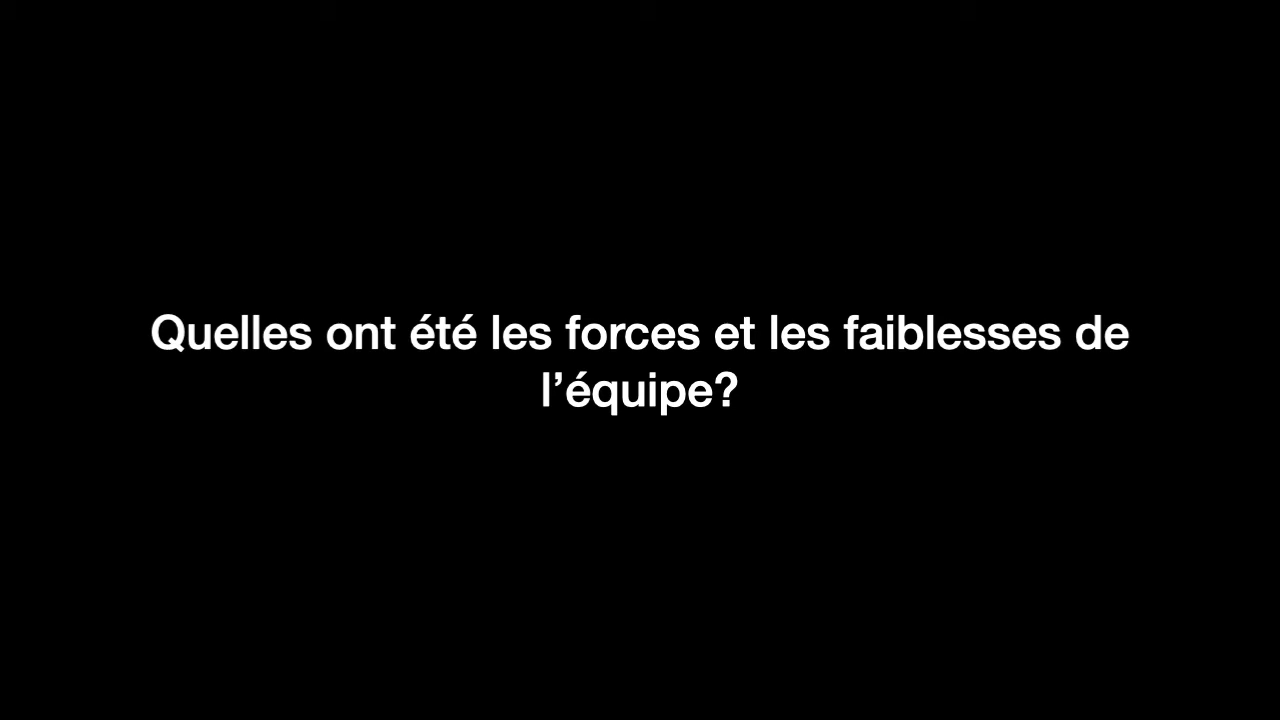 Quelles ont été les forces et les faiblesses de
l’équipe?